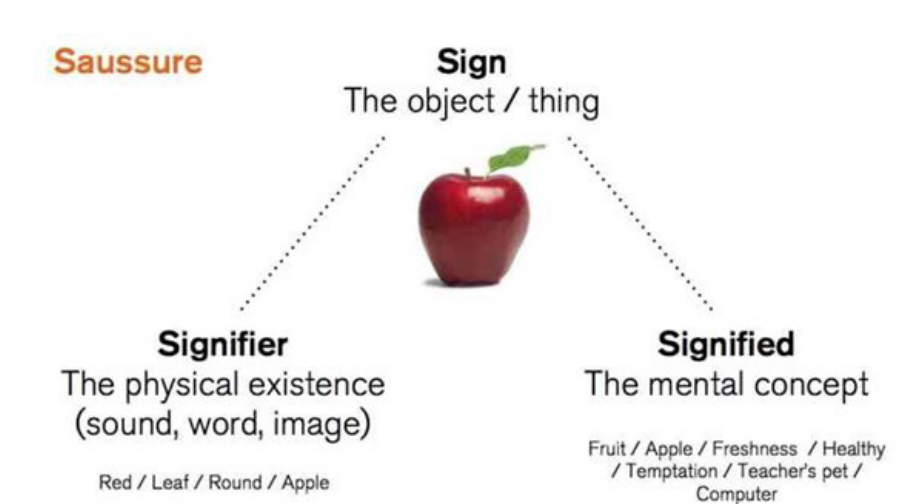 Saussure
Sign
The object / thing
Signifier
The physical existence
(sound, word, image)
Red / Leaf / Round / Apple
Signified
The mental concept
Fruit / Apple / Freshness / Healthy
/ Temptation / Teacher's pet /
Computer